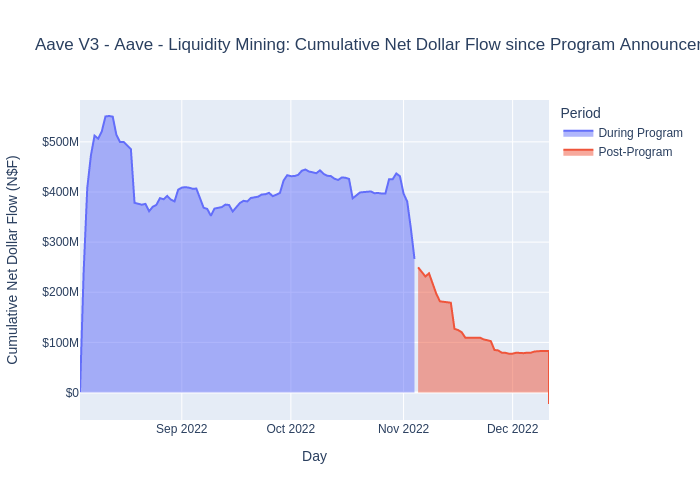 Aave V3 - Aave - Liquidity Mining: Cumulative Net Dollar Flow since Program
Period
During Program
Post-Program
Cumulative Net Dollar Flow (N$F)
$500M
$400M
$300M
$200M
$100M
$0
Sep 2022
Oct 2022
Nov 2022
Dec 2022
Day